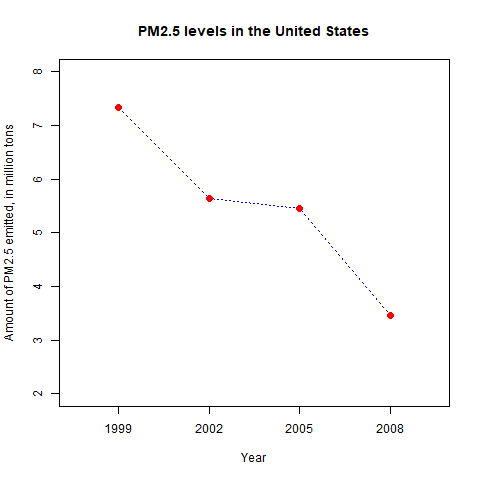 PM2.5 levels in the United States
Amount of PM2.5 emitted, in million tons
8
7
6
5
4
3
2
1999 2002 2005 2008
Year